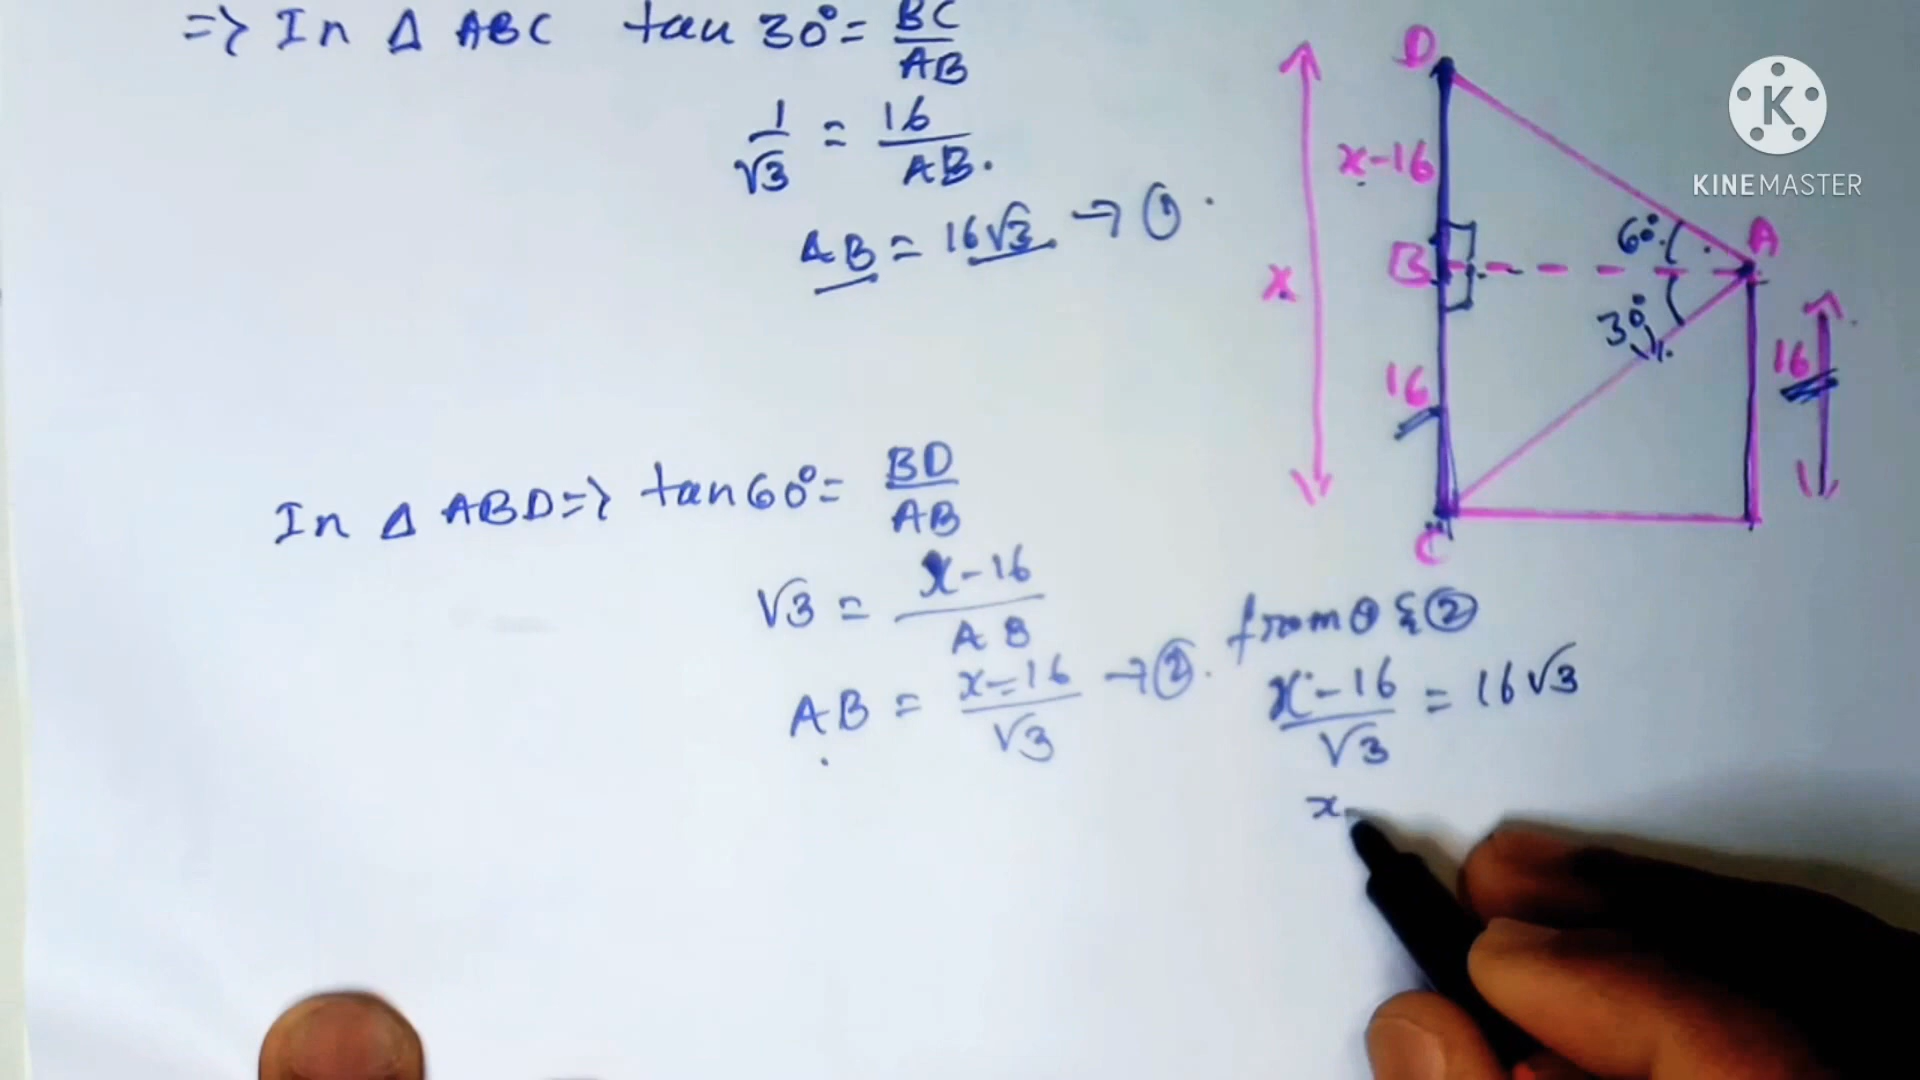 => In Δ ABC tan 30° = BC/AB
1/√3 = 16/AB.
AB = 16√3 → ①
In Δ ABD => tan 60° = BD/AB
√3 = x-16/AB
AB = x-16/√3 → ②.
from ① & ②
x-16/√3 = 16√3
x-
D
x-16
B
x
16
C
60°
A
30°
16
K
KINEMASTER